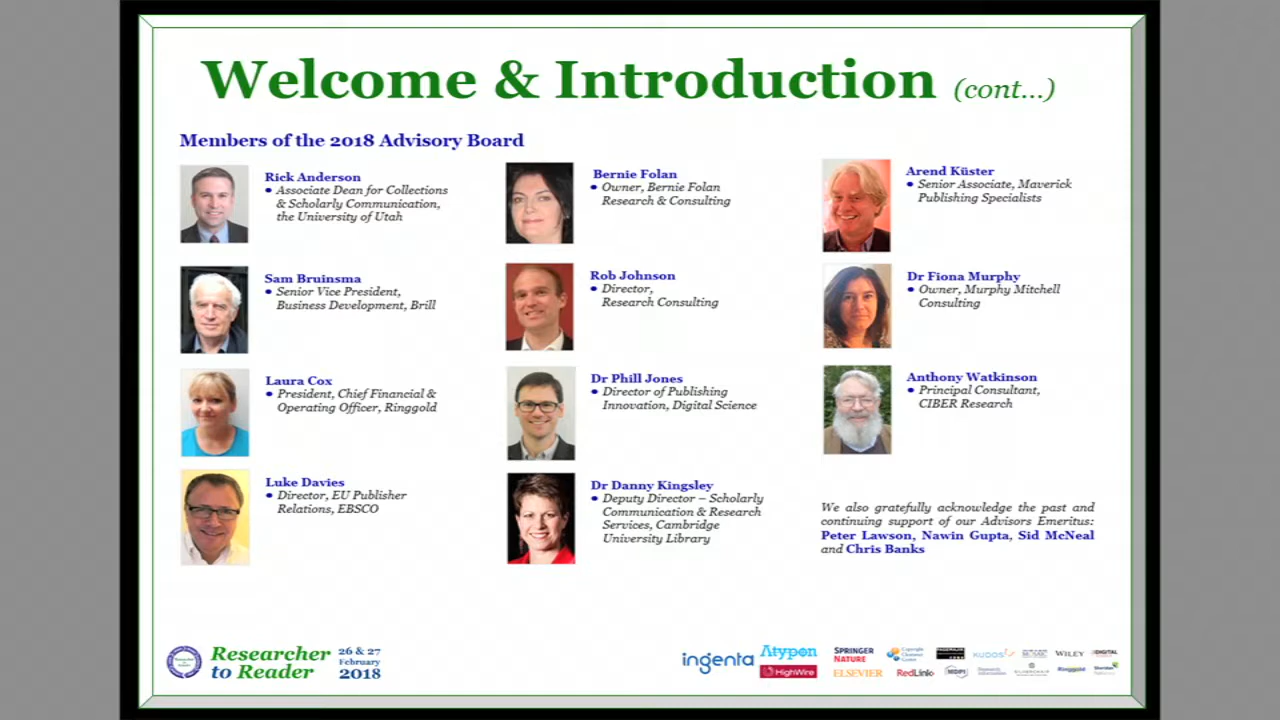 Welcome & Introduction (cont...)
Members of the 2018 Advisory Board
Rick Anderson
• Associate Dean for Collections
& Scholarly Communication,
the University of Utah
Sam Bruinsma
• Senior Vice President,
Business Development, Brill
Laura Cox
• President, Chief Financial &
Operating Officer, Ringgold
Luke Davies
• Director, EU Publisher
Relations, EBSCO
Bernie Folan
• Owner, Bernie Folan
Research & Consulting
Rob Johnson
• Director,
Research Consulting
Dr Phill Jones
• Director of Publishing
Innovation, Digital Science
Dr Danny Kingsley
• Deputy Director – Scholarly
Communication & Research
Services, Cambridge
University Library
Arend Küster
• Senior Associate, Maverick
Publishing Specialists
Dr Fiona Murphy
• Owner, Murphy Mitchell
Consulting
Anthony Watkinson
• Principal Consultant,
CIBER Research
We also gratefully acknowledge the past and
continuing support of our Advisors Emeritus:
Peter Lawson, Nawin Gupta, Sid McNeal
and Chris Banks
Researcher
to Reader
26 & 27
February
2018
ingenta
Atypon
HighWire
SPRINGER
NATURE
ELSEVIER
Copyright
Clearance
Center
RedLink
KUDOS
WILEY
DIGITAL
Ringgold